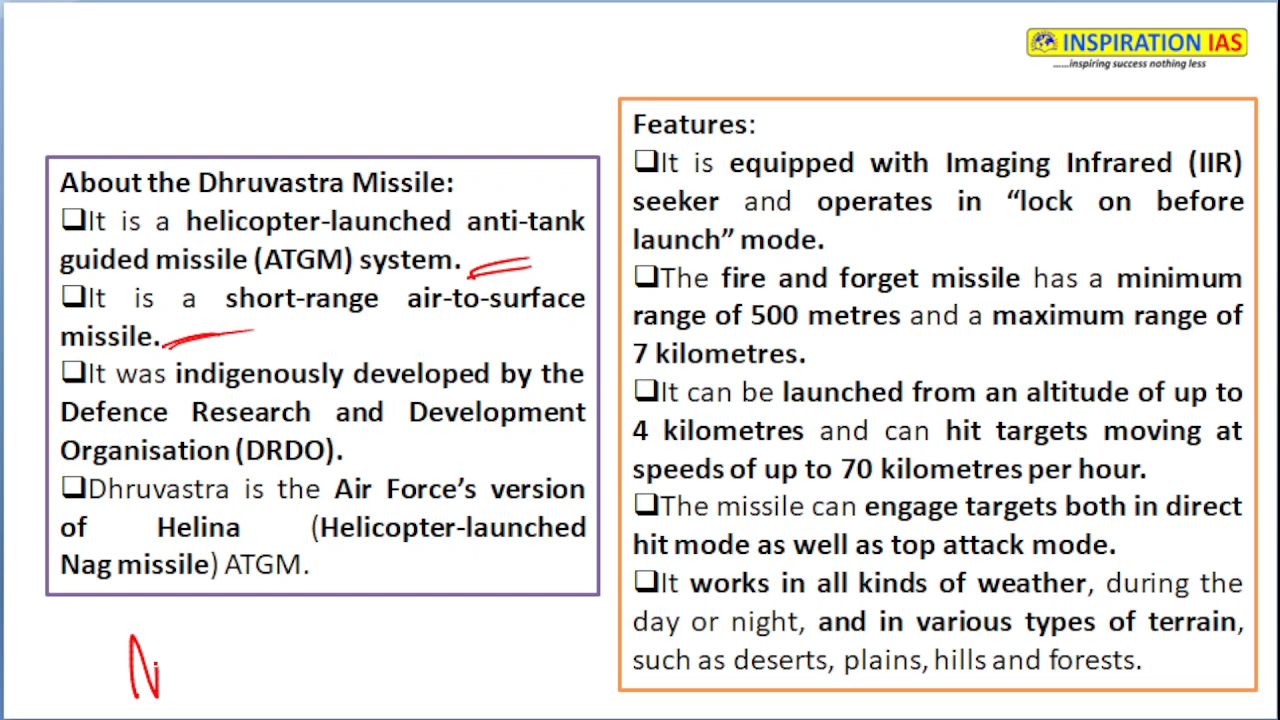 INSPIRATION IAS
......inspiring success nothing less
About the Dhruvastra Missile:
❑It is a helicopter-launched anti-tank
guided missile (ATGM) system.
❑It is a short-range air-to-surface
missile.
❑It was indigenously developed by the
Defence Research and Development
Organisation (DRDO).
❑Dhruvastra is the Air Force’s version
of Helina (Helicopter-launched
Nag missile) ATGM.
N
Features:
❑It is equipped with Imaging Infrared (IIR)
seeker and operates in “lock on before
launch” mode.
❑The fire and forget missile has a minimum
range of 500 metres and a maximum range of
7 kilometres.
❑It can be launched from an altitude of up to
4 kilometres and can hit targets moving at
speeds of up to 70 kilometres per hour.
❑The missile can engage targets both in direct
hit mode as well as top attack mode.
❑It works in all kinds of weather, during the
day or night, and in various types of terrain,
such as deserts, plains, hills and forests.